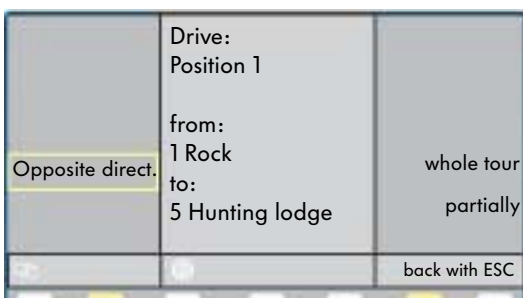 Opposite direct.
Drive:
Position 1
from:
1 Rock
to:
5 Hunting lodge
whole tour
partially
back with ESC